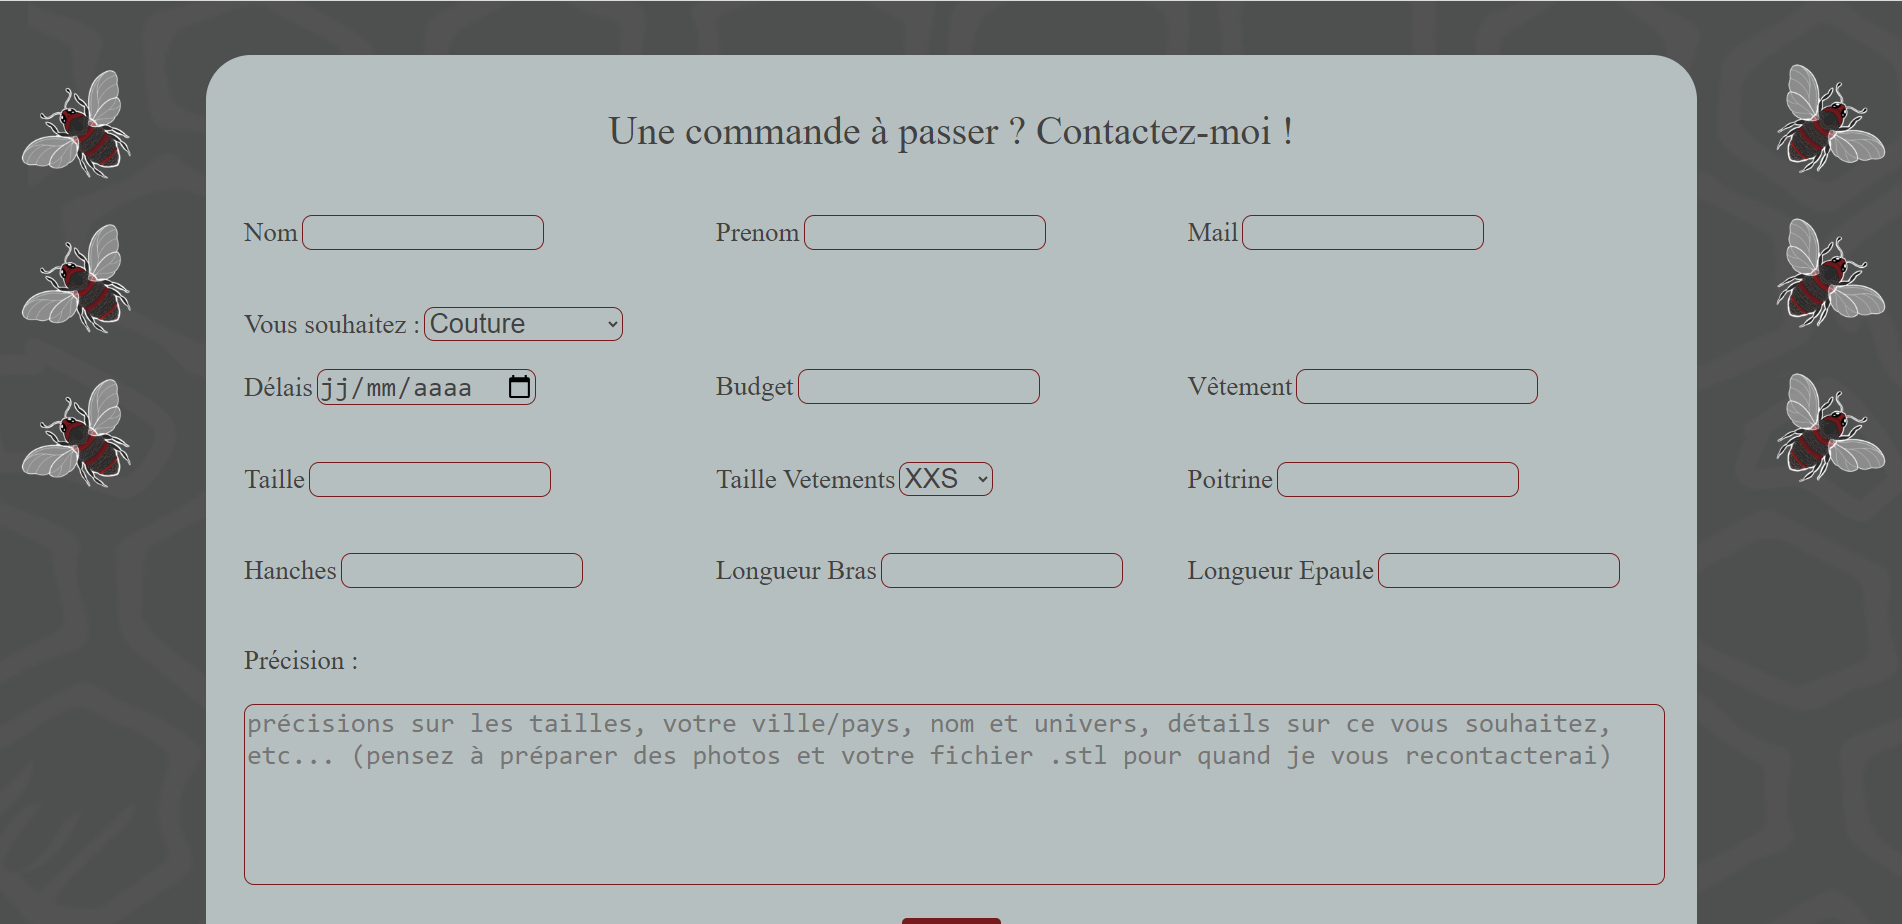 Une commande à passer ? Contactez-moi !
Nom Prenom Mail
Vous souhaitez : Couture
Délais jj/mm/aaaa Budget Vêtement
Taille Taille Vetements XXS Poitrine
Hanches Longueur Bras Longueur Epaule
Précision :
précisions sur les tailles, votre ville/pays, nom et univers, détails sur ce vous souhaitez,
etc... (pensez à préparer des photos et votre fichier .stl pour quand je vous recontacterai)